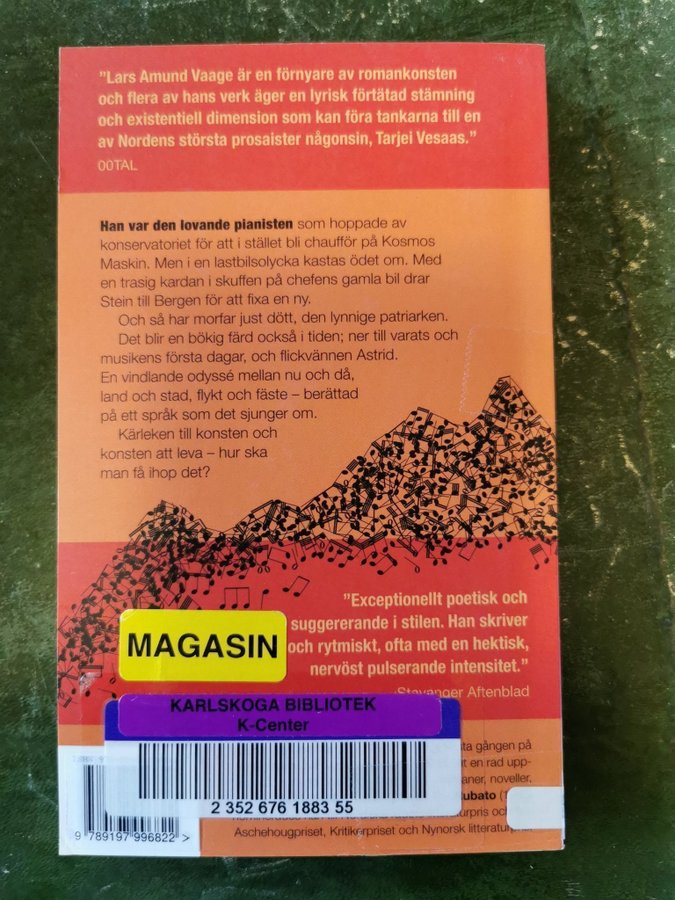 ”Lars Amund Vaage är en förnyare av romankonsten
och flera av hans verk äger en lyrisk förtätad stämning
och existentiell dimension som kan föra tankarna till en
av Nordens största prosaister någonsin, Tarjei Vesaas.”
OOTAL
Han var den lovande pianisten som hoppade av
konservatoriet för att i stället bli chaufför på Kosmos
Maskin. Men i en lastbilsolycka kastas ödet om. Med
en trasig kardan i skuffen på chefens gamla bil drar
Stein till Bergen för att fixa en ny.
Och så har morfar just dött, den lynnige patriarken.
Det blir en bökig färd också i tiden; ner till varats och
musikens första dagar, och flickvännen Astrid.
En vindlande odyssé mellan nu och då,
land och stad, flykt och fäste – berättad
på ett språk som det sjunger om.
Kärleken till konsten och
konsten att leva – hur ska
man få ihop det?
”Exceptionellt poetisk och
suggererande i stilen. Han skriver
och rytmiskt, ofta med en hektisk,
nervöst pulserande intensitet.”
Stavanger Aftenblad
MAGASIN
KARLSKOGA BIBLIOTEK
K-Center
2 352 676 1883 55
gången på
ut en rad upp-
noveller,
Rubato
Aschehougpriset, Kritikerpriset och Nynorsk
9 789197 996822 >